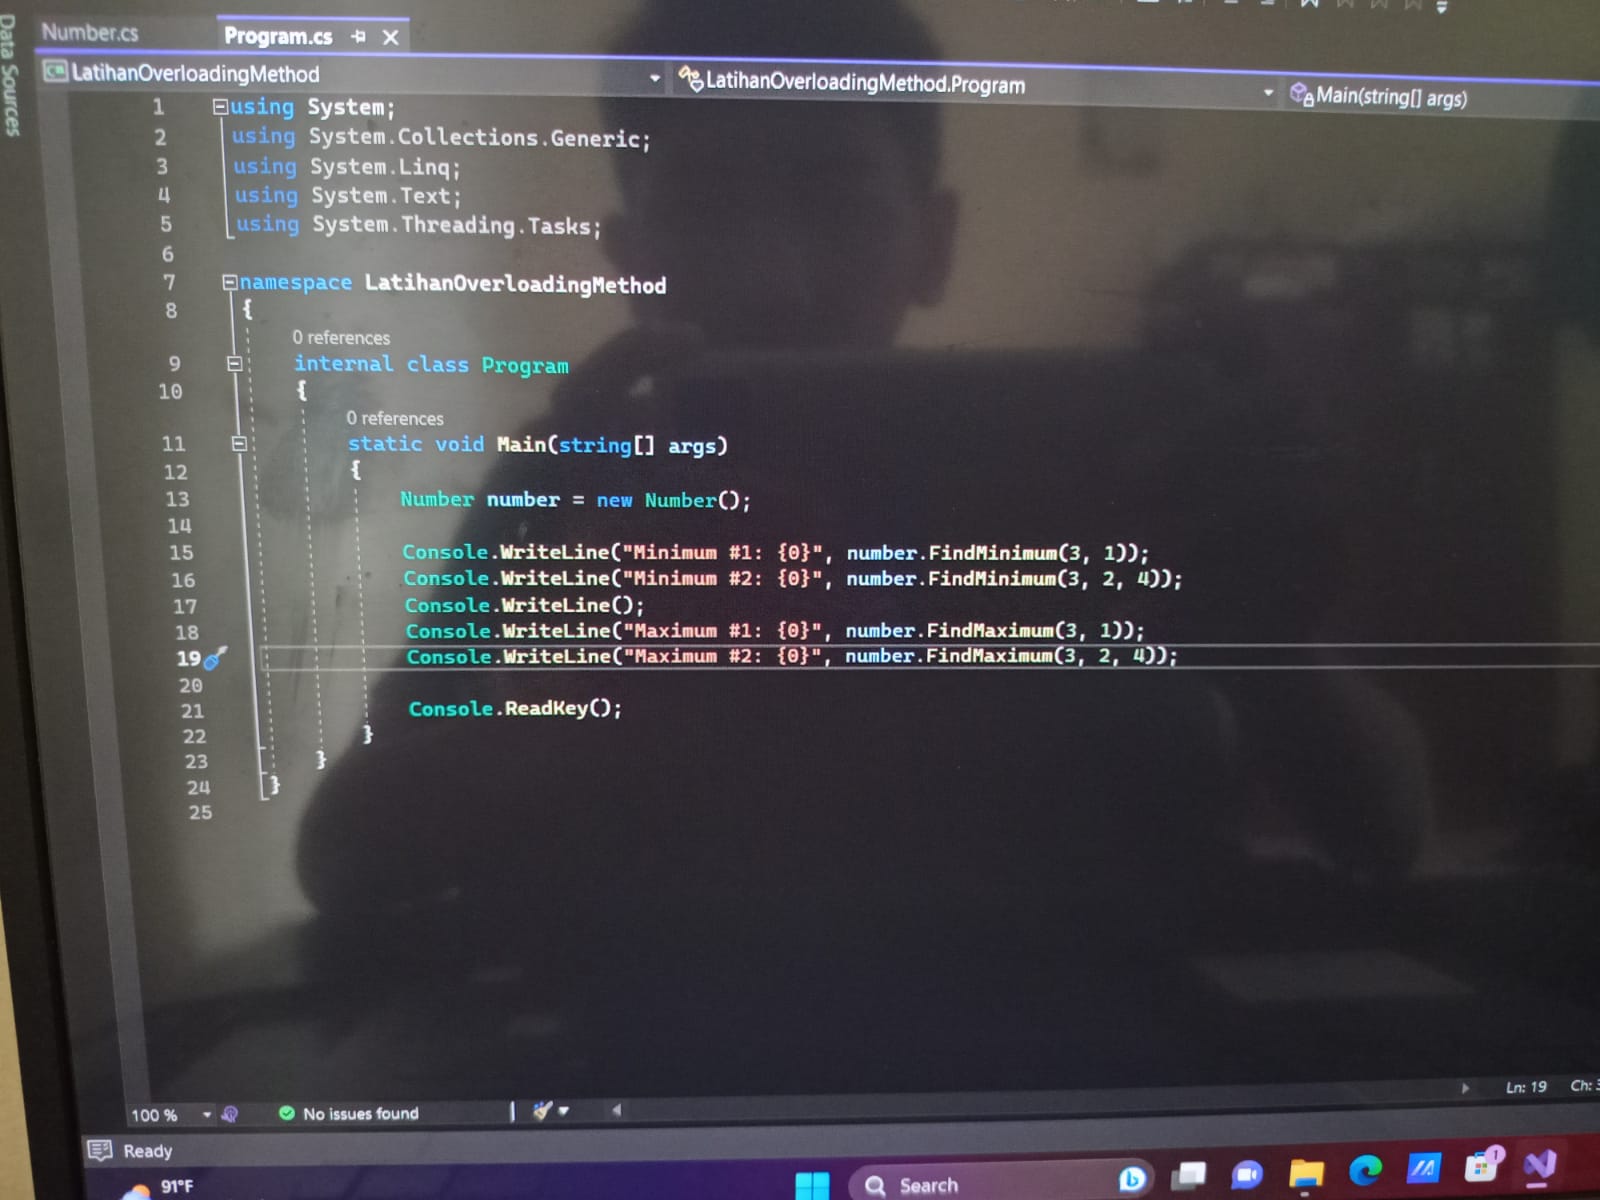 Data Sources
Number.cs
Program.cs
LatihanOverloadingMethod
LatihanOverloadingMethod.Program
Main(string[] args)
1 using System;
2 using System.Collections.Generic;
3 using System.Linq;
4 using System.Text;
5 using System.Threading.Tasks;
6
7 namespace LatihanOverloadingMethod
8 {
0 references
9 internal class Program
10 {
0 references
11 static void Main(string[] args)
12 {
13 Number number = new Number();
14
15 Console.WriteLine("Minimum #1: {0}", number.FindMinimum(3, 1));
16 Console.WriteLine("Minimum #2: {0}", number.FindMinimum(3, 2, 4));
17 Console.WriteLine();
18 Console.WriteLine("Maximum #1: {0}", number.FindMaximum(3, 1));
19 Console.WriteLine("Maximum #2: {0}", number.FindMaximum(3, 2, 4));
20
21 Console.ReadKey();
22 }
23 }
24 }
25
100 %
No issues found
Ln: 19 Ch:
Ready
91°F
Search
1